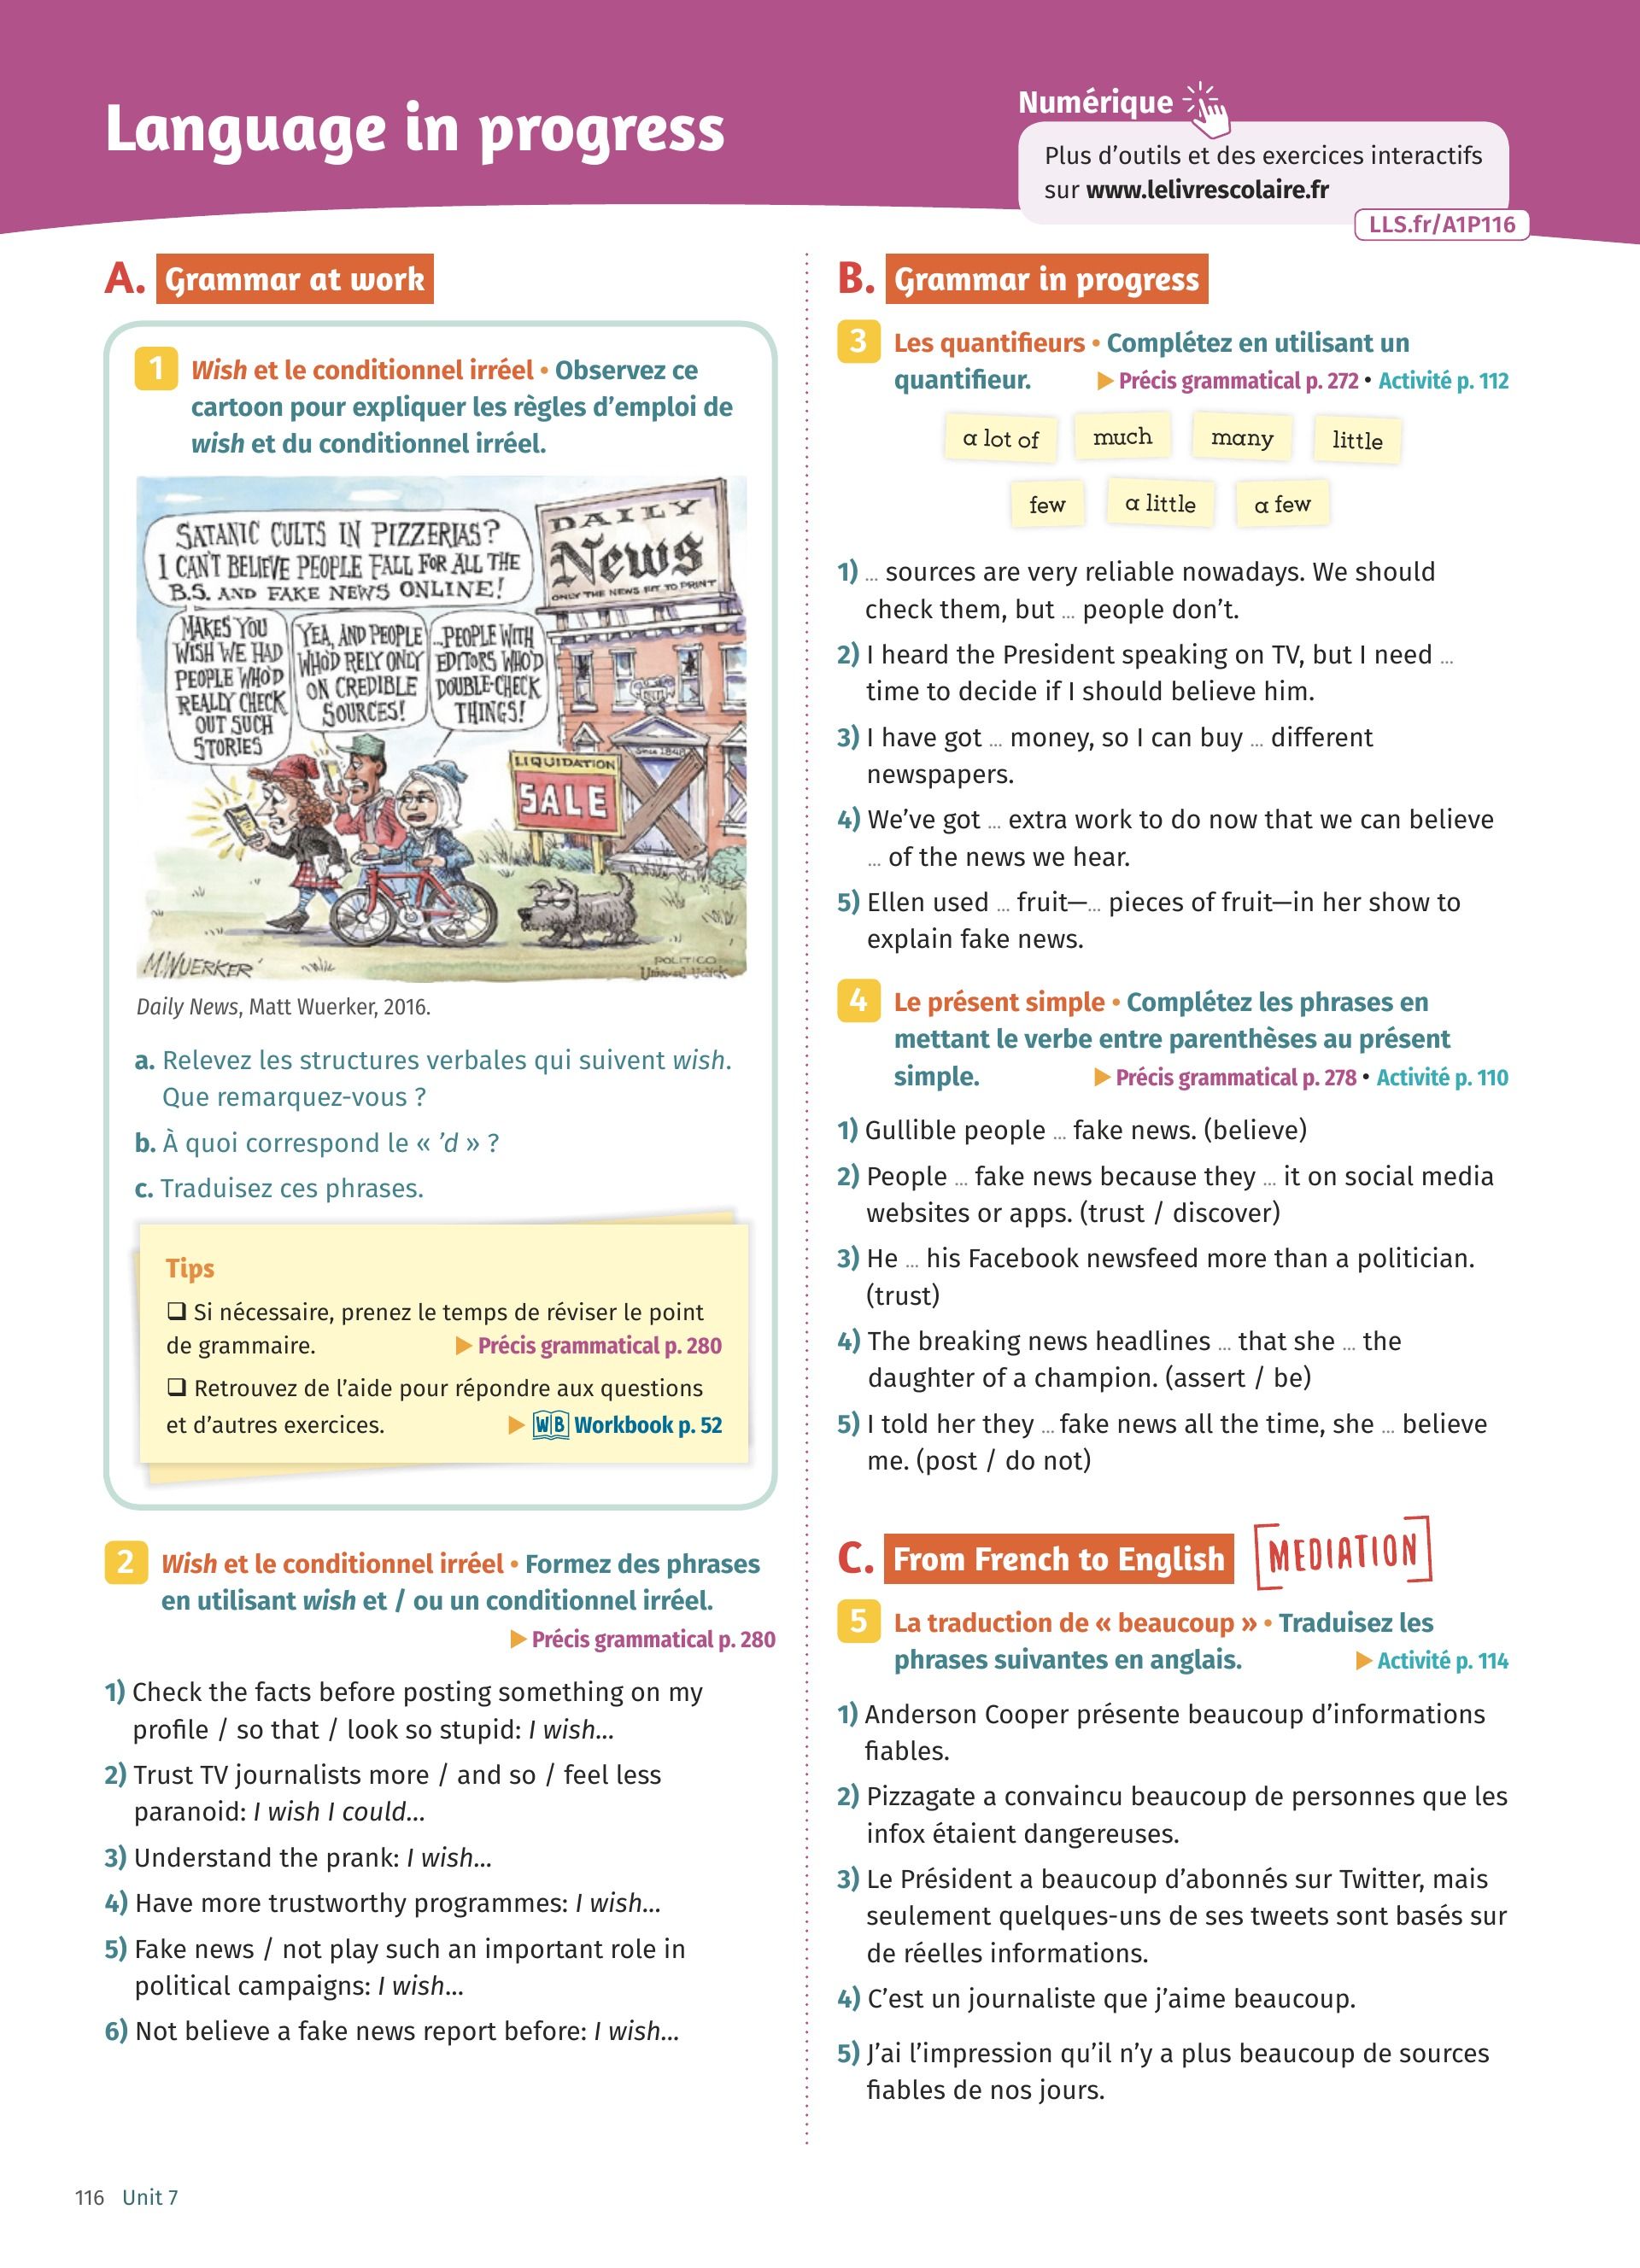 Language in progress
Numérique
Plus d'outils et des exercices interactifs
sur www.lelivrescolaire.fr
LLS.fr/A1P116
A. Grammar at work
1 Wish et le conditionnel irréel • Observez ce
cartoon pour expliquer les règles d'emploi de
wish et du conditionnel irréel.
SATANIC CULTS IN PIZZERIAS?
I CAN'T BELIEVE PEOPLE FALL FOR ALL THE
B.S. AND FAKE NEWS ONLINE!
MAKES YOU
WISH WE HAD
PEOPLE WHO'D
REALLY CHECK
OUT SUCH
STORIES
YEA, AND PEOPLE
WHO'D RELY ONLY
ON CREDIBLE
SOURCES!
...PEOPLE WITH
EDITORS WHO'D
DOUBLE-CHECK
THINGS!
DAILY
News
ONLY THE NEWS FIT TO PRINT
Since 1848
LIQUIDATION
SALE
M.WUERKER
POLITICO
Daily News, Matt Wuerker, 2016.
a. Relevez les structures verbales qui suivent wish.
Que remarquez-vous ?
b. À quoi correspond le « 'd » ?
c. Traduisez ces phrases.
Tips
❑ Si nécessaire, prenez le temps de réviser le point
de grammaire. ▶ Précis grammatical p. 280
❑ Retrouvez de l'aide pour répondre aux questions
et d'autres exercices. ▶ WB Workbook p. 52
2 Wish et le conditionnel irréel • Formez des phrases
en utilisant wish et / ou un conditionnel irréel.
▶ Précis grammatical p. 280
1) Check the facts before posting something on my
profile / so that / look so stupid: I wish...
2) Trust TV journalists more / and so / feel less
paranoid: I wish I could...
3) Understand the prank: I wish...
4) Have more trustworthy programmes: I wish...
5) Fake news / not play such an important role in
political campaigns: I wish...
6) Not believe a fake news report before: I wish...
B. Grammar in progress
3 Les quantifieurs • Complétez en utilisant un
quantifieur. ▶ Précis grammatical p. 272 • Activité p. 112
a lot of much many little
few a little a few
1) ... sources are very reliable nowadays. We should
check them, but ... people don't.
2) I heard the President speaking on TV, but I need ...
time to decide if I should believe him.
3) I have got ... money, so I can buy ... different
newspapers.
4) We've got ... extra work to do now that we can believe
... of the news we hear.
5) Ellen used ... fruit—... pieces of fruit—in her show to
explain fake news.
4 Le présent simple • Complétez les phrases en
mettant le verbe entre parenthèses au présent
simple. ▶ Précis grammatical p. 278 • Activité p. 110
1) Gullible people ... fake news. (believe)
2) People ... fake news because they ... it on social media
websites or apps. (trust / discover)
3) He ... his Facebook newsfeed more than a politician.
(trust)
4) The breaking news headlines ... that she ... the
daughter of a champion. (assert / be)
5) I told her they ... fake news all the time, she ... believe
me. (post / do not)
C. From French to English [MEDIATION]
5 La traduction de « beaucoup » • Traduisez les
phrases suivantes en anglais. ▶ Activité p. 114
1) Anderson Cooper présente beaucoup d'informations
fiables.
2) Pizzagate a convaincu beaucoup de personnes que les
infox étaient dangereuses.
3) Le Président a beaucoup d'abonnés sur Twitter, mais
seulement quelques-uns de ses tweets sont basés sur
de réelles informations.
4) C'est un journaliste que j'aime beaucoup.
5) J'ai l'impression qu'il n'y a plus beaucoup de sources
fiables de nos jours.
116 Unit 7